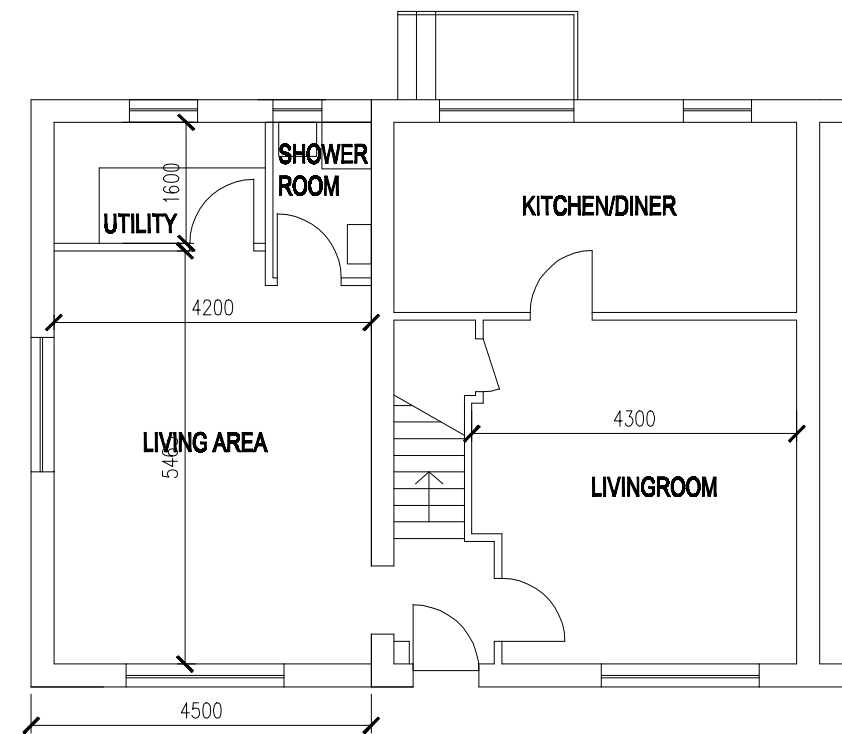 SHOWER
ROOM
1600
UTILITY
KITCHEN/DINER
4200
4300
LIVING AREA
LIVINGROOM
4500